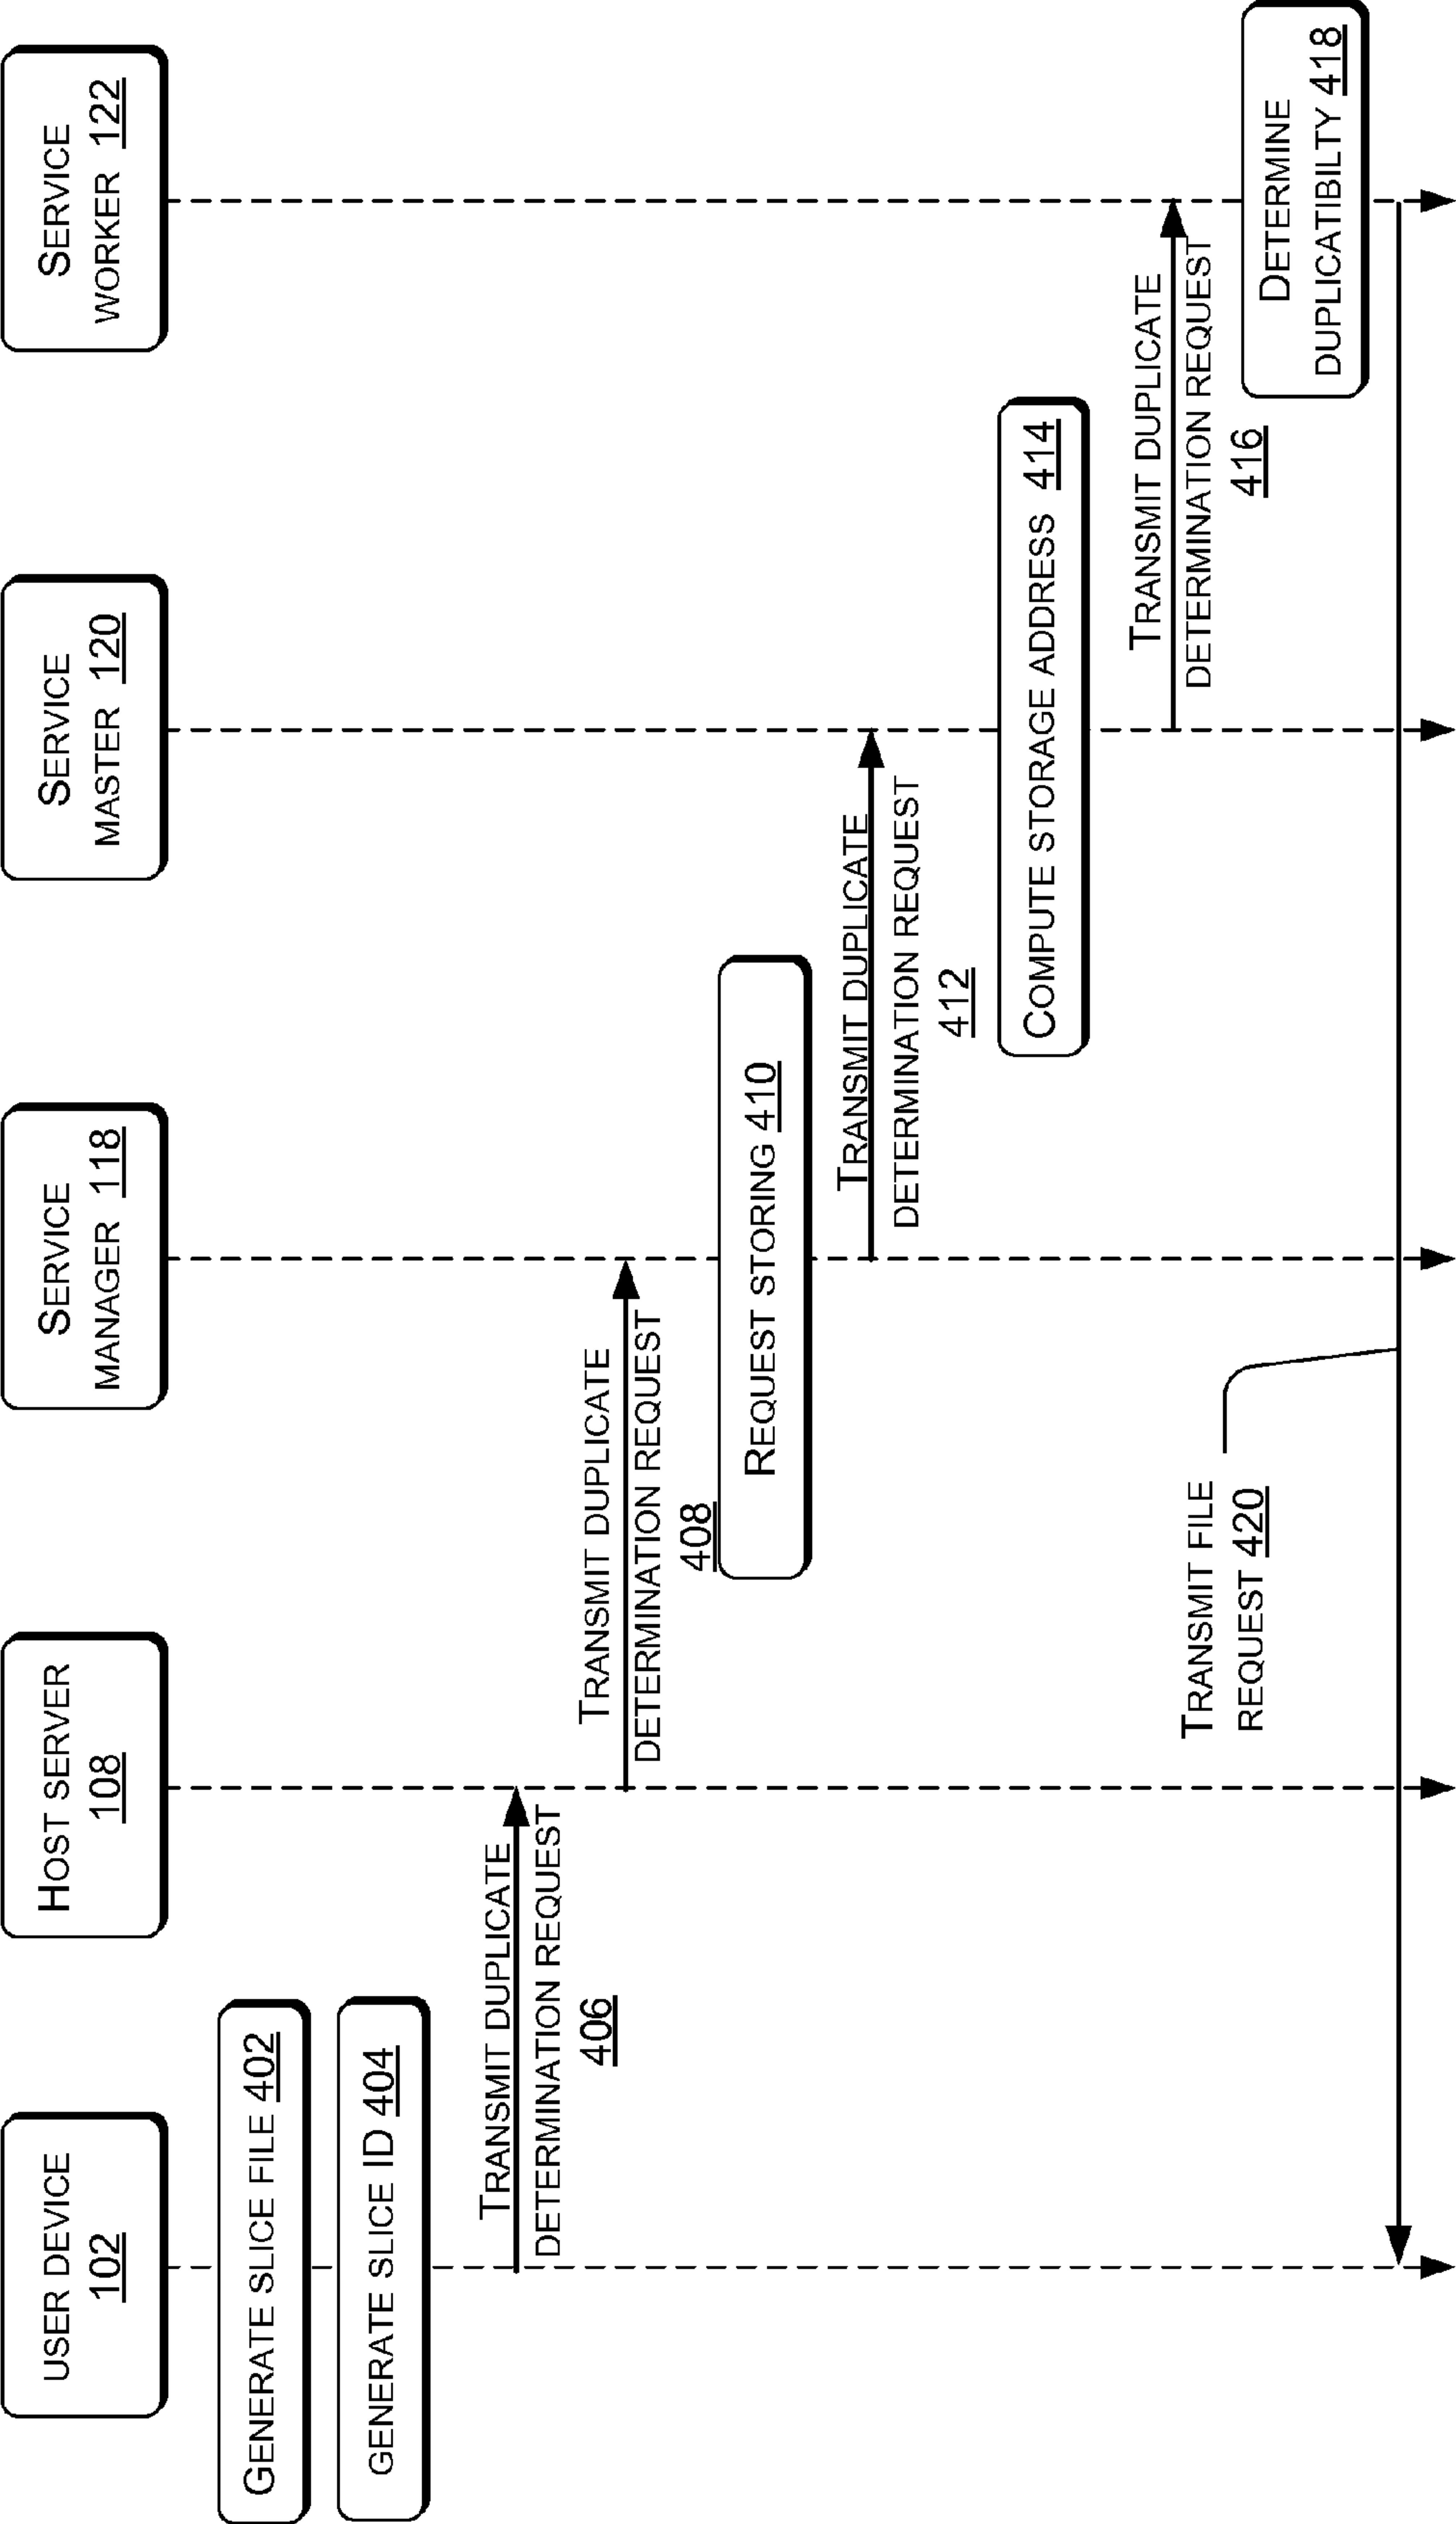 USER DEVICE
102
HOST SERVER
108
SERVICE
MANAGER 118
SERVICE
MASTER 120
SERVICE
WORKER 122
GENERATE SLICE FILE 402
GENERATE SLICE ID 404
TRANSMIT DUPLICATE
DETERMINATION REQUEST
406
TRANSMIT DUPLICATE
DETERMINATION REQUEST
408
REQUEST STORING 410
TRANSMIT DUPLICATE
DETERMINATION REQUEST
412
COMPUTE STORAGE ADDRESS 414
TRANSMIT DUPLICATE
DETERMINATION REQUEST
416
DETERMINE
DUPLICATIBILTY 418
TRANSMIT FILE
REQUEST 420